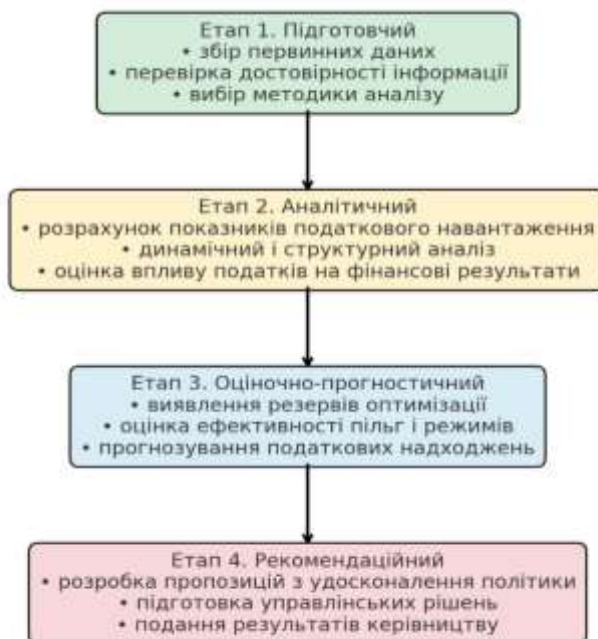 Етап 1. Підготовчий
• збір первинних даних
• перевірка достовірності інформації
• вибір методики аналізу
Етап 2. Аналітичний
• розрахунок показників податкового навантаження
• динамічний і структурний аналіз
• оцінка впливу податків на фінансові результати
Етап 3. Оціночно-прогностичний
• виявлення резервів оптимізації
• оцінка ефективності пільг і режимів
• прогнозування податкових надходжень
Етап 4. Рекомендаційний
• розробка пропозицій з удосконалення політики
• підготовка управлінських рішень
• подання результатів керівництву